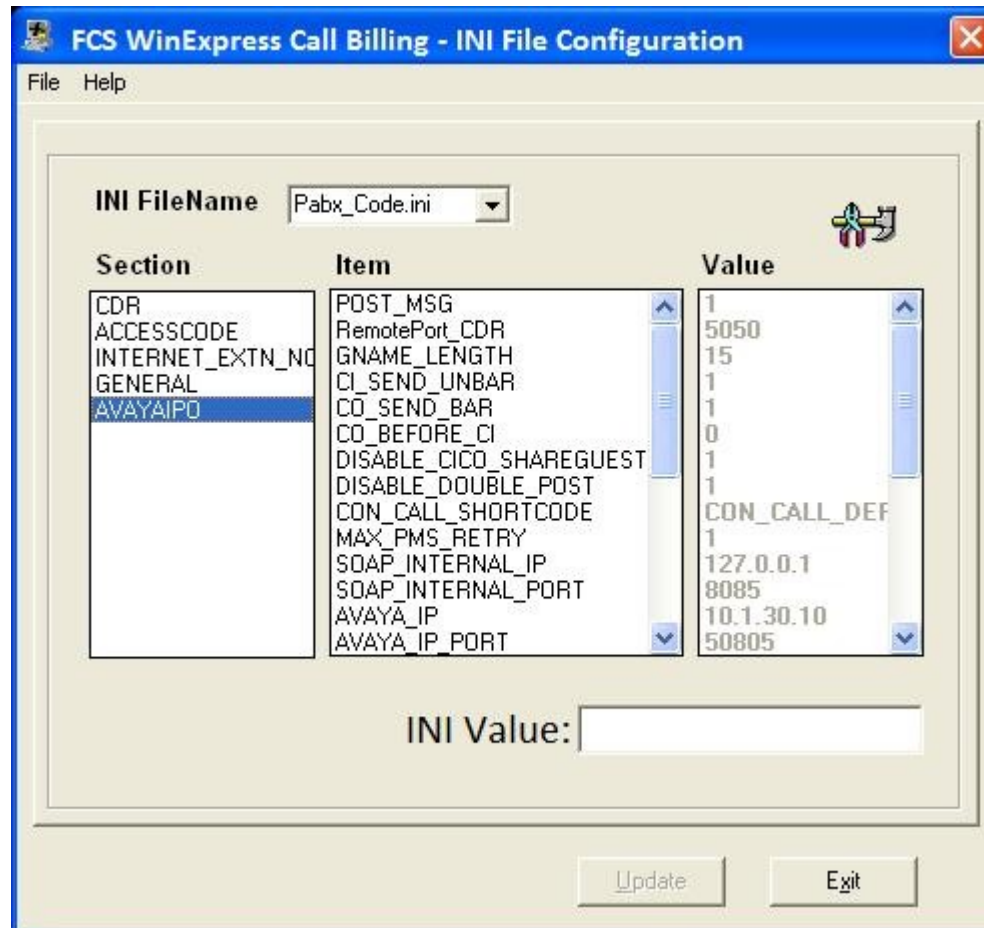 FCS WinExpress Call Billing - INI File Configuration
File Help
INI FileName Pabx_Code.ini
Section Item Value
CDR POST_MSG 1
ACCESSCODE RemotePort_CDR 5050
INTERNET_EXTN_NO GNAME_LENGTH 15
GENERAL CI_SEND_UNBAR 1
AVAYAIPO CO_SEND_BAR 1
CO_BEFORE_CI 0
DISABLE_CICO_SHAREGUEST 1
DISABLE_DOUBLE_POST 1
CON_CALL_SHORTCODE CON_CALL_DEF
MAX_PMS_RETRY 1
SOAP_INTERNAL_IP 127.0.0.1
SOAP_INTERNAL_PORT 8085
AVAYA_IP 10.1.30.10
AVAYA_IP_PORT 50805
INI Value:
Update Exit